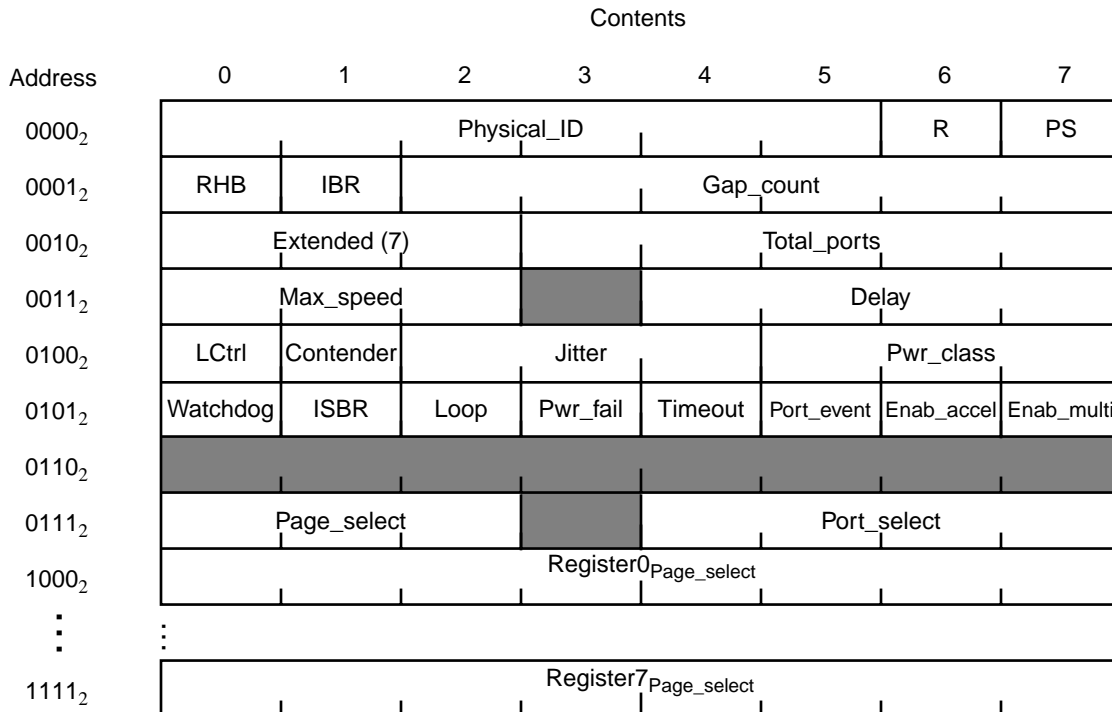 Contents
Address 0 1 2 3 4 5 6 7
0000₂ Physical_ID R PS
0001₂ RHB IBR Gap_count
0010₂ Extended (7) Total_ports
0011₂ Max_speed Delay
0100₂ LCtrl Contender Jitter Pwr_class
0101₂ Watchdog ISBR Loop Pwr_fail Timeout Port_event Enab_accel Enab_multi
0110₂
0111₂ Page_select Port_select
1000₂ Register0Page_select
⋮ ⋮
1111₂ Register7Page_select